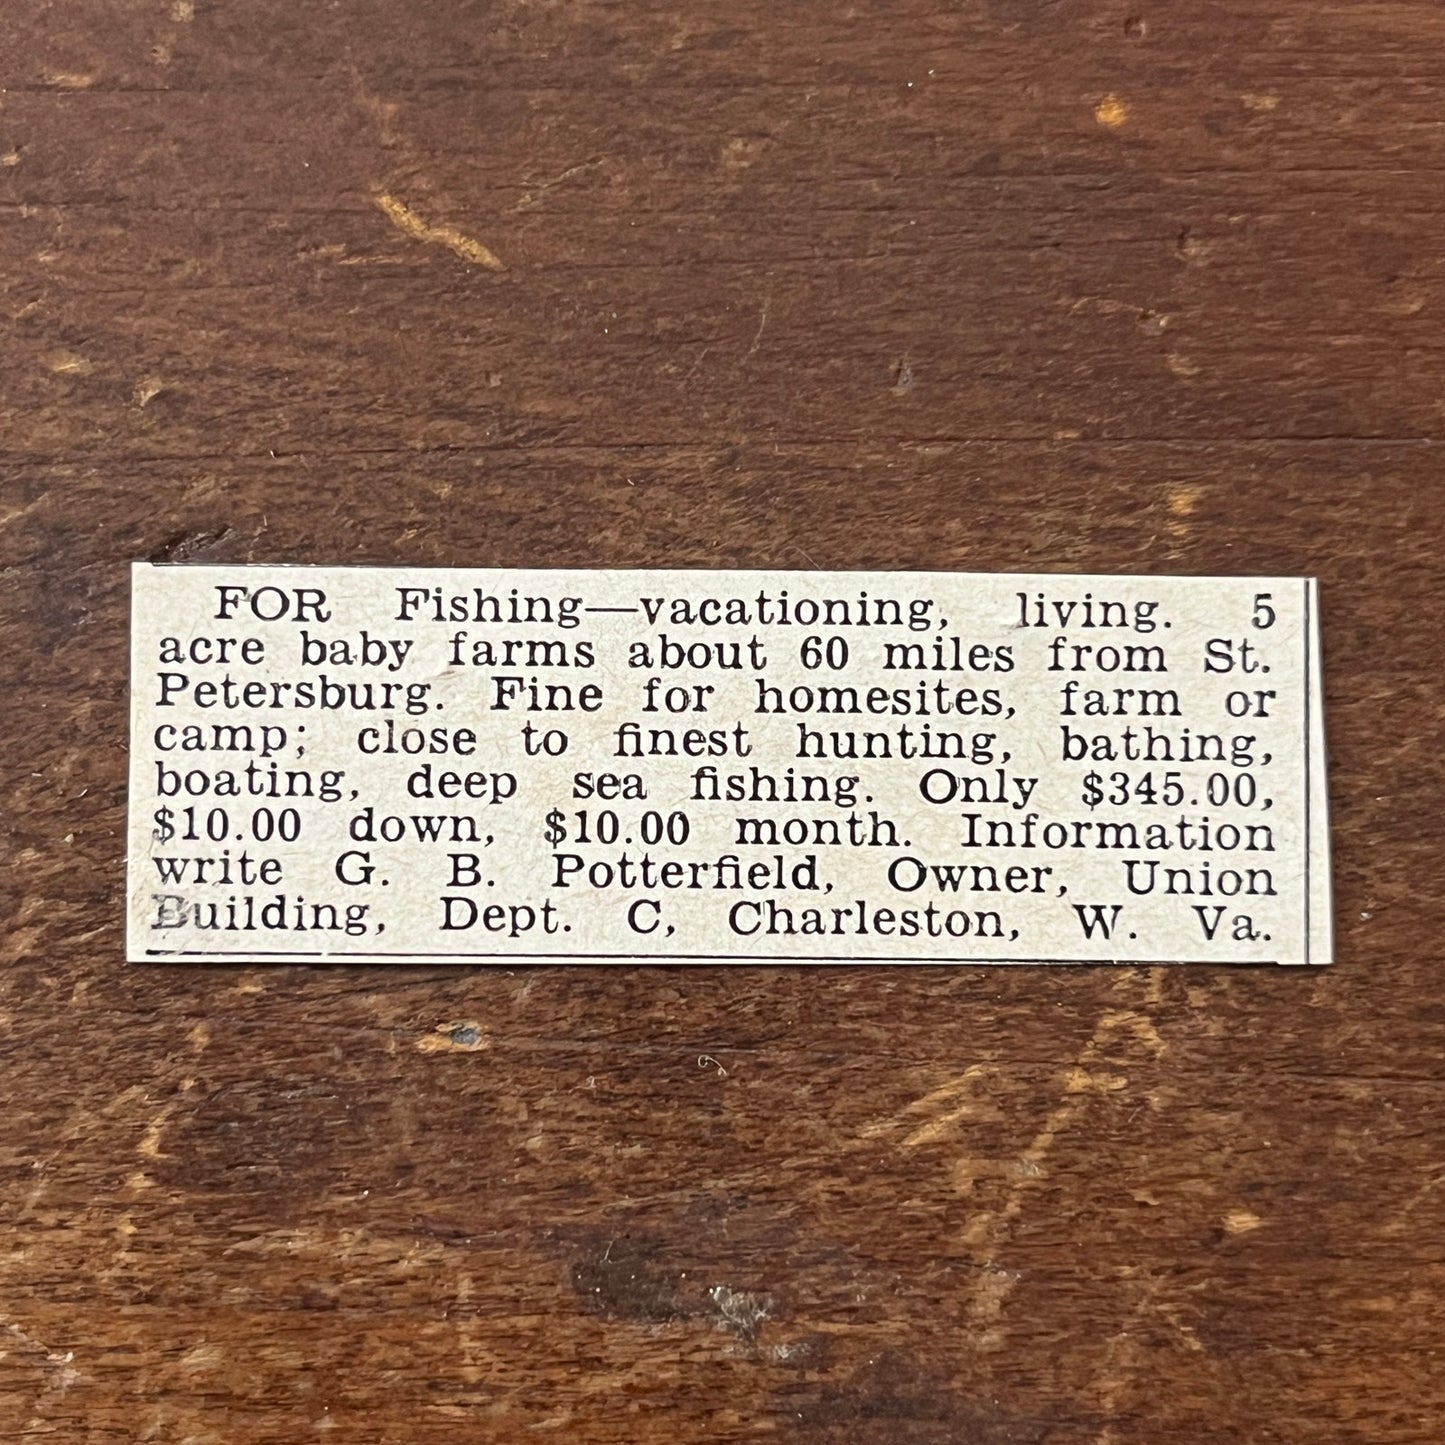 FOR Fishing—vacationing, living. 5
acre baby farms about 60 miles from St.
Petersburg. Fine for homesites, farm or
camp; close to finest hunting, bathing,
boating, deep sea fishing. Only $345.00,
$10.00 down, $10.00 month. Information
write G. B. Potterfield, Owner, Union
Building, Dept. C, Charleston, W. Va.